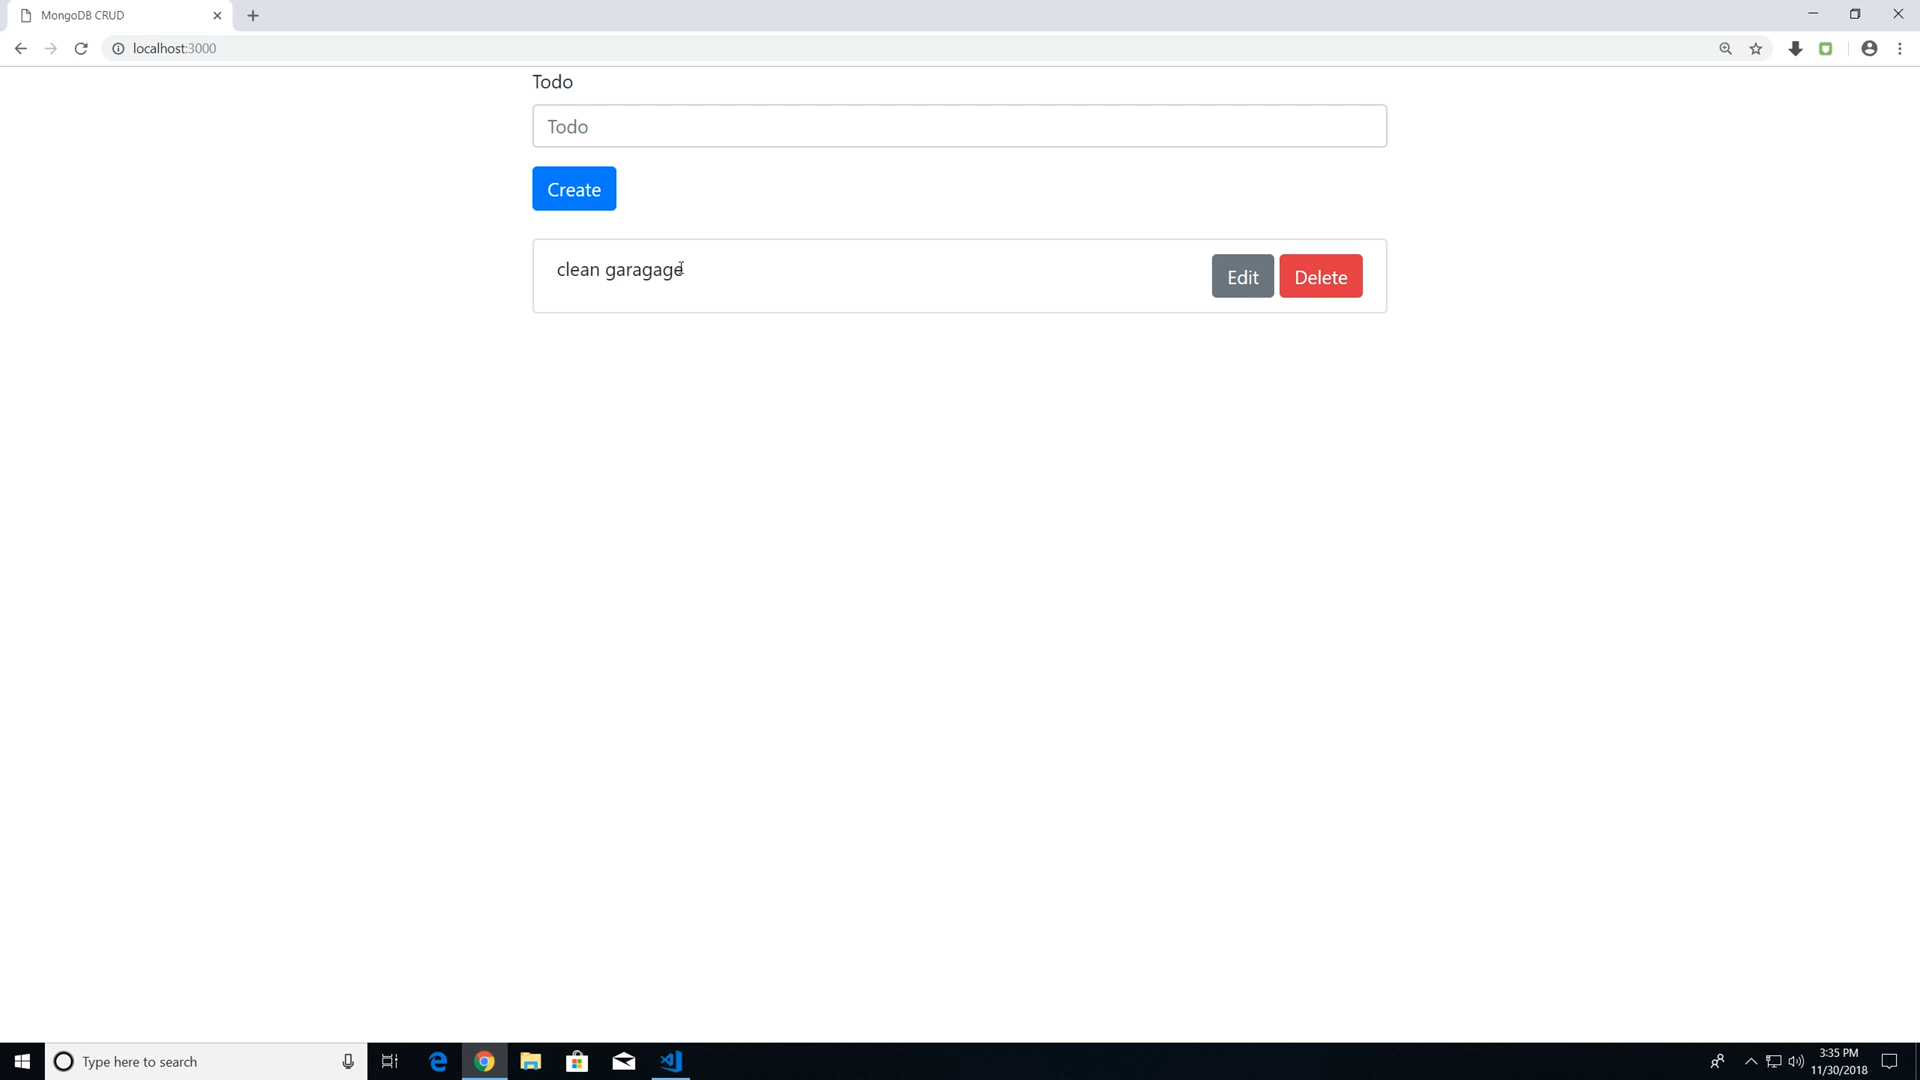 MongoDB CRUD
localhost:3000
Todo
Todo
Create
clean garagage
Edit
Delete
Type here to search
3:35 PM
11/30/2018